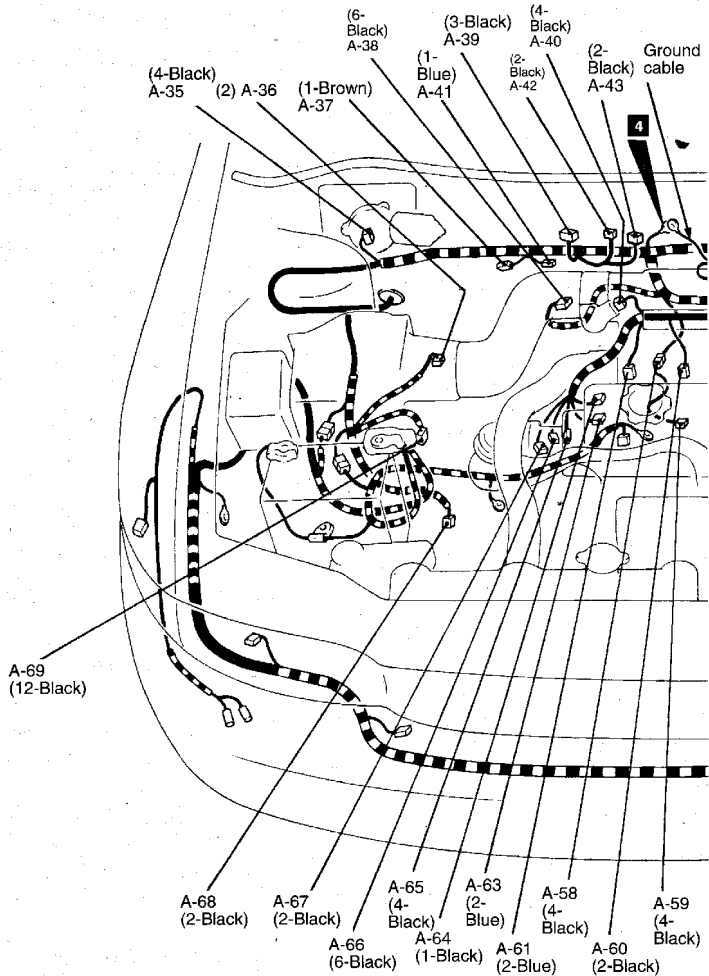 (6-
Black)
A-38
(3-Black)
A-39
(4-
Black)
A-40
(4-Black)
A-35
(2) A-36
(1-Brown)
A-37
(1-
Blue)
A-41
(2-
Black)
A-42
(2-
Black)
A-43
Ground
cable
4
A-69
(12-Black)
A-68
(2-Black)
A-67
(2-Black)
A-66
(6-Black)
A-65
(4-
Black)
A-64
(1-Black)
A-63
(2-
Blue)
A-61
(2-Blue)
A-58
(4-
Black)
A-60
(2-Black)
A-59
(4-
Black)